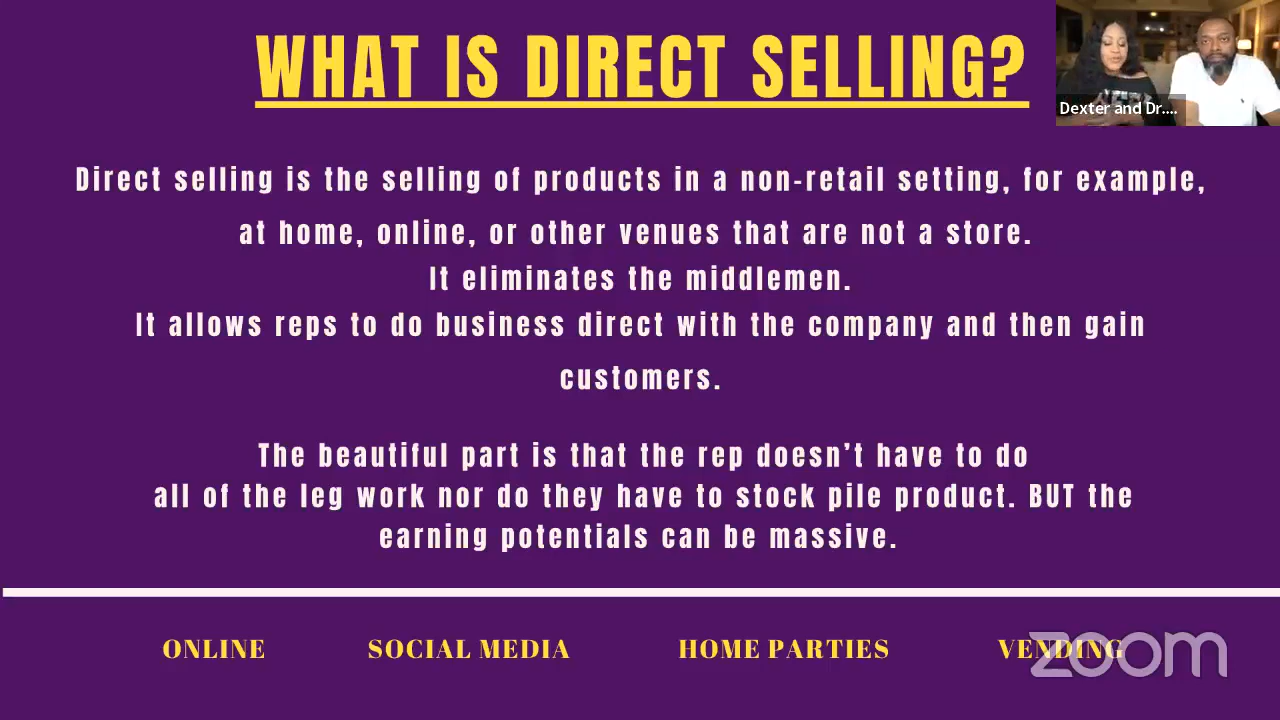 WHAT IS DIRECT SELLING?
Dexter and Dr....
Direct selling is the selling of products in a non-retail setting, for example,
at home, online, or other venues that are not a store.
It eliminates the middlemen.
It allows reps to do business direct with the company and then gain
customers.
The beautiful part is that the rep doesn’t have to do
all of the leg work nor do they have to stock pile product. BUT the
earning potentials can be massive.
ONLINE SOCIAL MEDIA HOME PARTIES VENDING
zoom